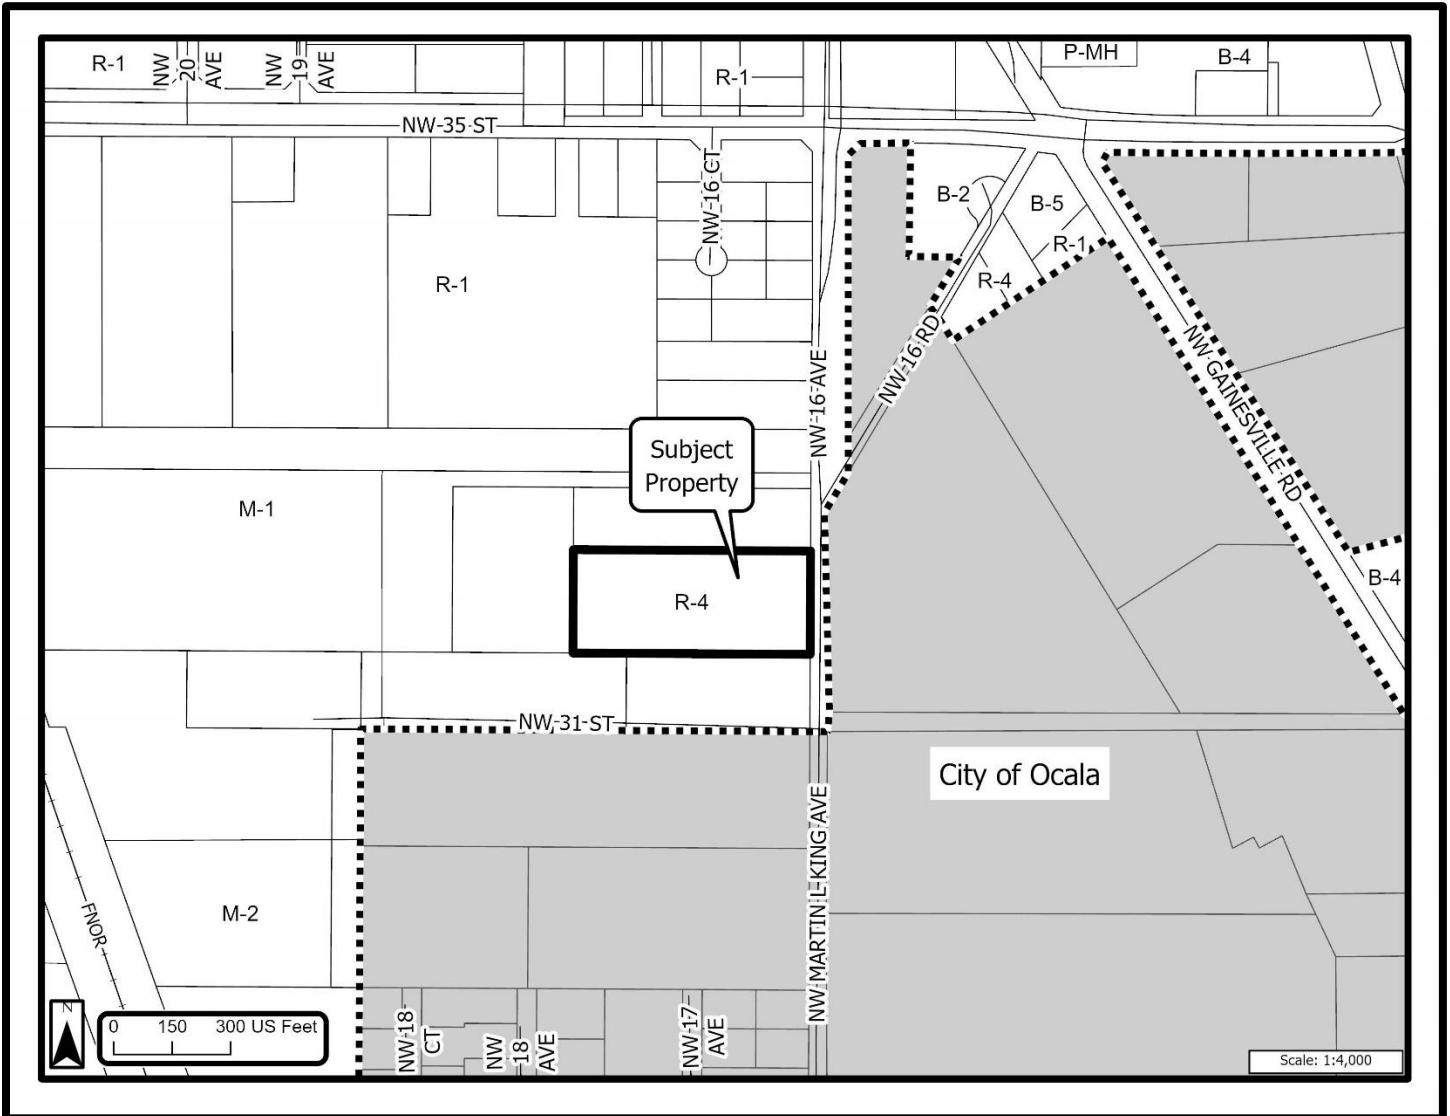 R-1
NW
20
AVE
NW
19
AVE
R-1
P-MH
B-4
NW 35 ST
NW 16 CT
B-2
B-5
R-1
R-4
R-1
NW 16 AVE
NW 16 RD
NW GAINESVILLE RD
Subject
Property
M-1
R-4
B-4
NW 31 ST
City of Ocala
NW MARTIN L KING AVE
M-2
FNOR
N
0 150 300 US Feet
NW 18
CT
NW
18
AVE
NW 17
AVE
Scale: 1:4,000